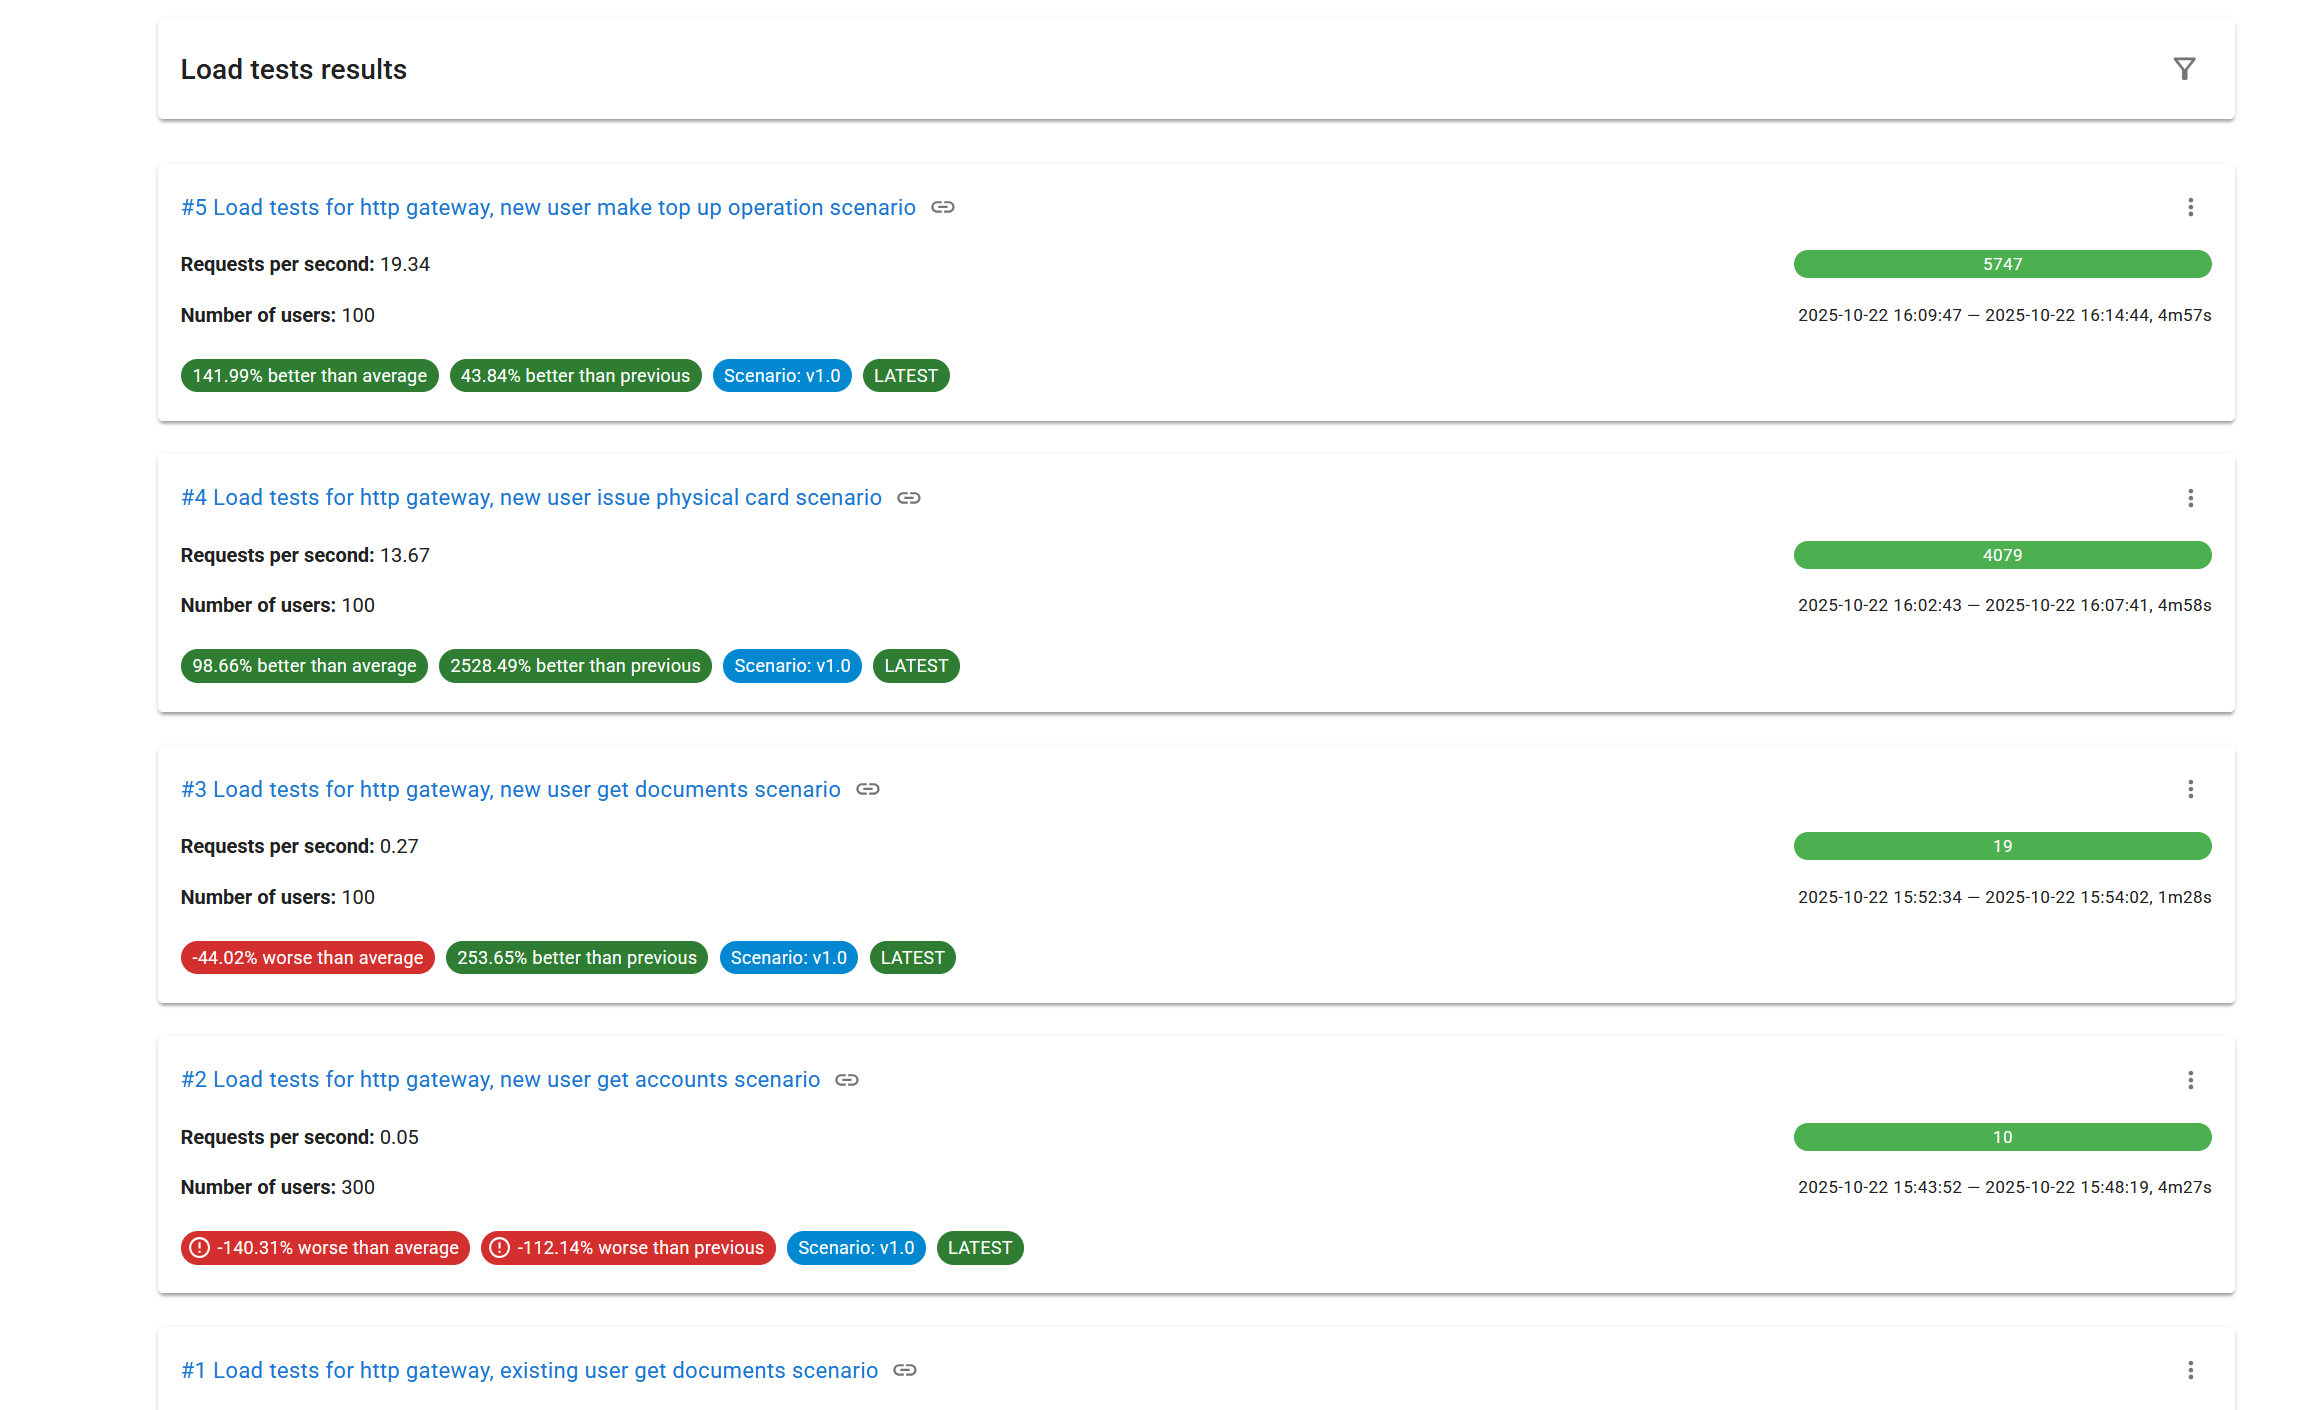 Load tests results
#5 Load tests for http gateway, new user make top up operation scenario
Requests per second: 19.34
5747
Number of users: 100
2025-10-22 16:09:47 — 2025-10-22 16:14:44, 4m57s
141.99% better than average 43.84% better than previous Scenario: v1.0 LATEST
#4 Load tests for http gateway, new user issue physical card scenario
Requests per second: 13.67
4079
Number of users: 100
2025-10-22 16:02:43 — 2025-10-22 16:07:41, 4m58s
98.66% better than average 2528.49% better than previous Scenario: v1.0 LATEST
#3 Load tests for http gateway, new user get documents scenario
Requests per second: 0.27
19
Number of users: 100
2025-10-22 15:52:34 — 2025-10-22 15:54:02, 1m28s
-44.02% worse than average 253.65% better than previous Scenario: v1.0 LATEST
#2 Load tests for http gateway, new user get accounts scenario
Requests per second: 0.05
10
Number of users: 300
2025-10-22 15:43:52 — 2025-10-22 15:48:19, 4m27s
-140.31% worse than average -112.14% worse than previous Scenario: v1.0 LATEST
#1 Load tests for http gateway, existing user get documents scenario